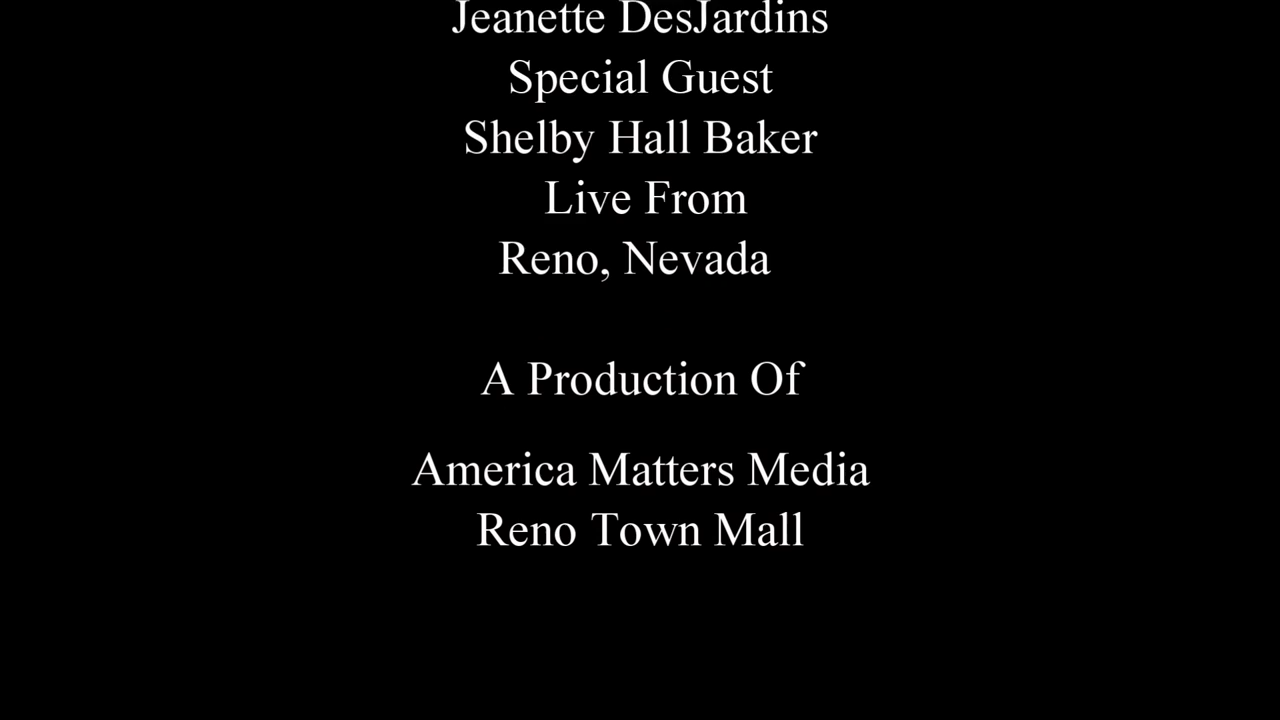 Jeanette DesJardins
Special Guest
Shelby Hall Baker
Live From
Reno, Nevada
A Production Of
America Matters Media
Reno Town Mall